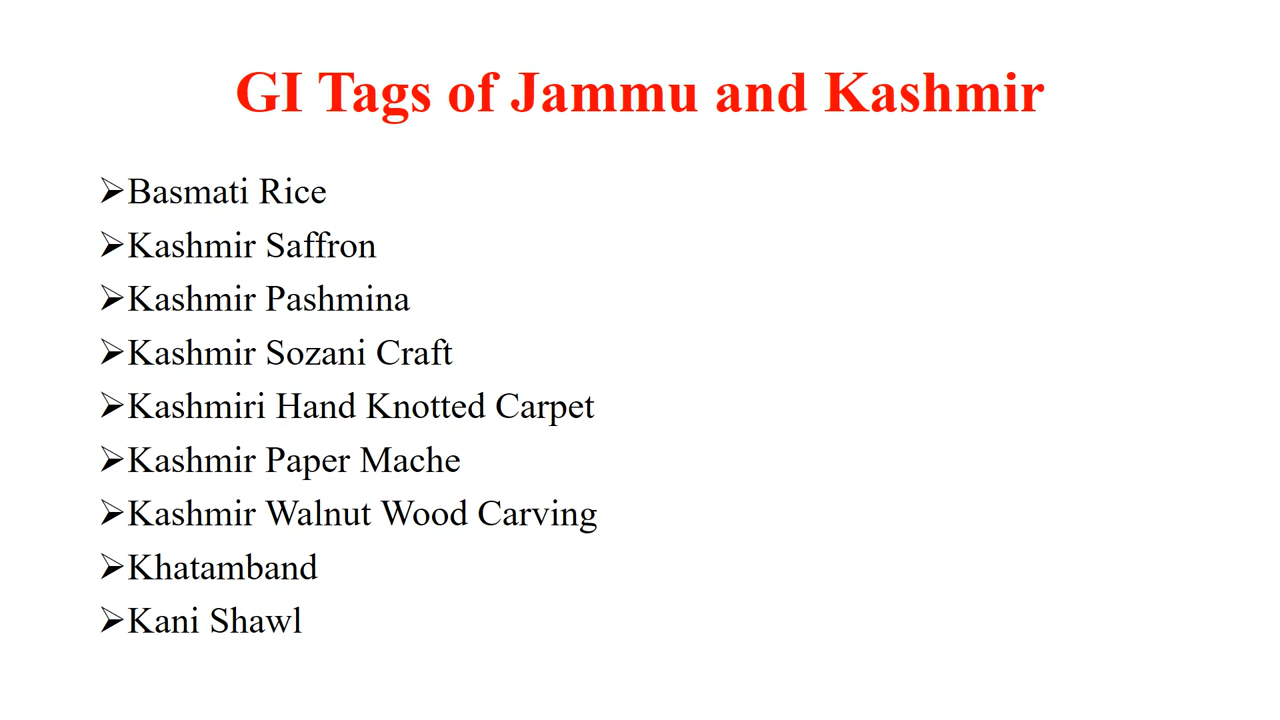 GI Tags of Jammu and Kashmir
➢Basmati Rice
➢Kashmir Saffron
➢Kashmir Pashmina
➢Kashmir Sozani Craft
➢Kashmiri Hand Knotted Carpet
➢Kashmir Paper Mache
➢Kashmir Walnut Wood Carving
➢Khatamband
➢Kani Shawl